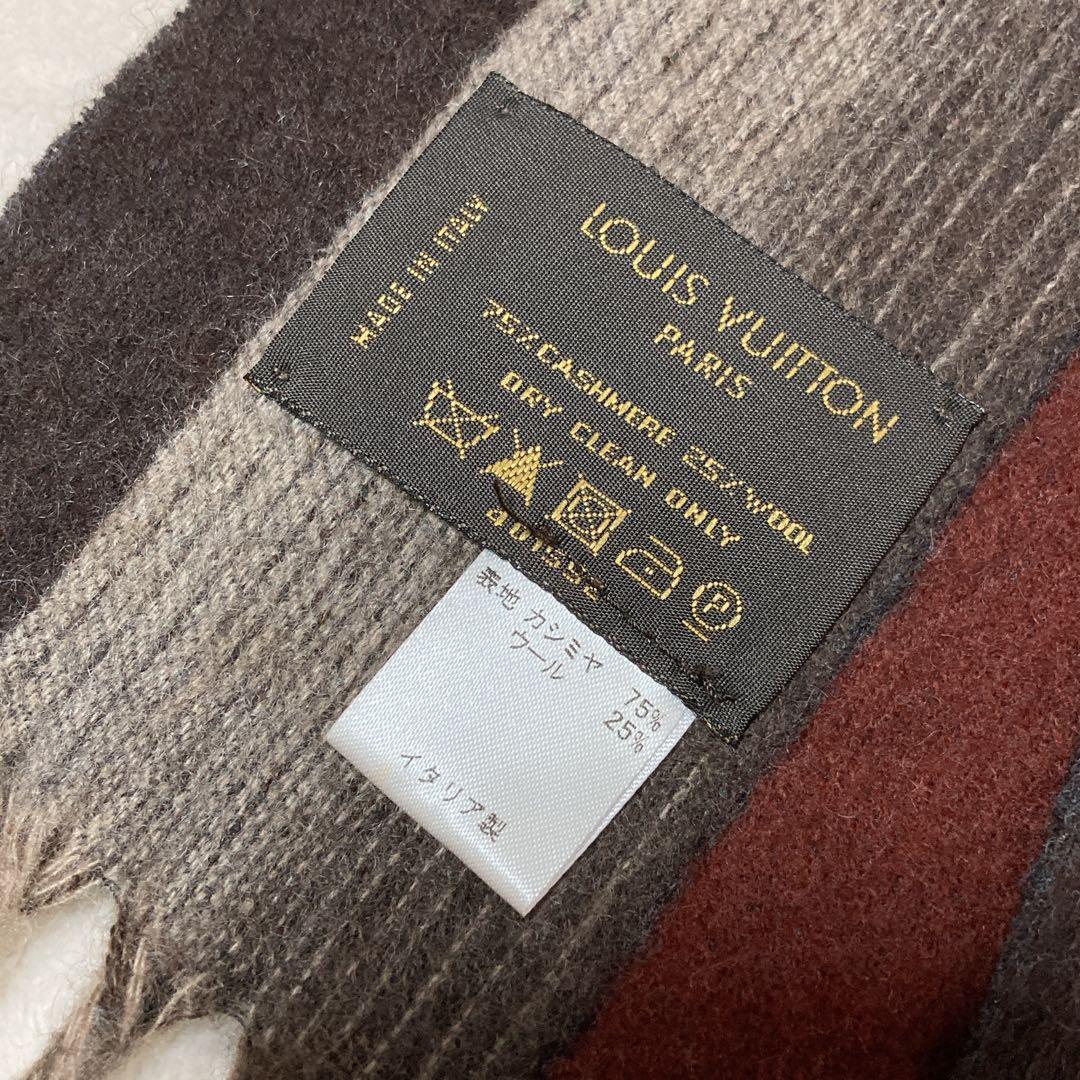 LOUIS VUITTON
PARIS
75%CASHMERE 25%WOOL
DRY CLEAN ONLY
P
MADE IN ITALY
表地 カシミヤ 75%
ウール 25%
イタリア製